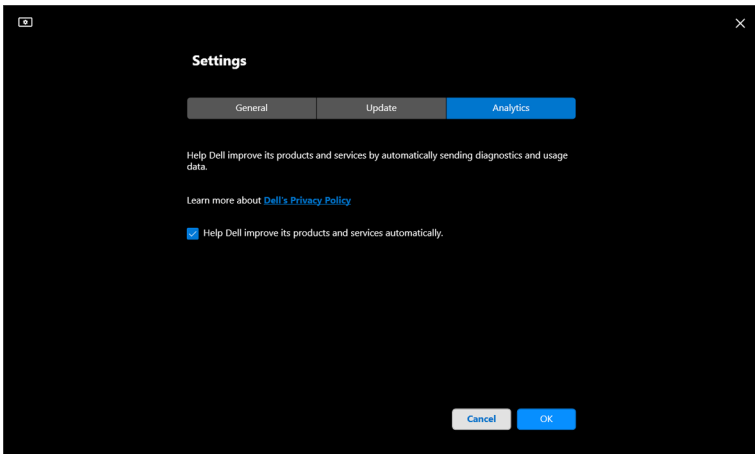 Settings
General
Update
Analytics
Help Dell improve its products and services by automatically sending diagnostics and usage
data.
Learn more about Dell's Privacy Policy
Help Dell improve its products and services automatically.
Cancel
OK